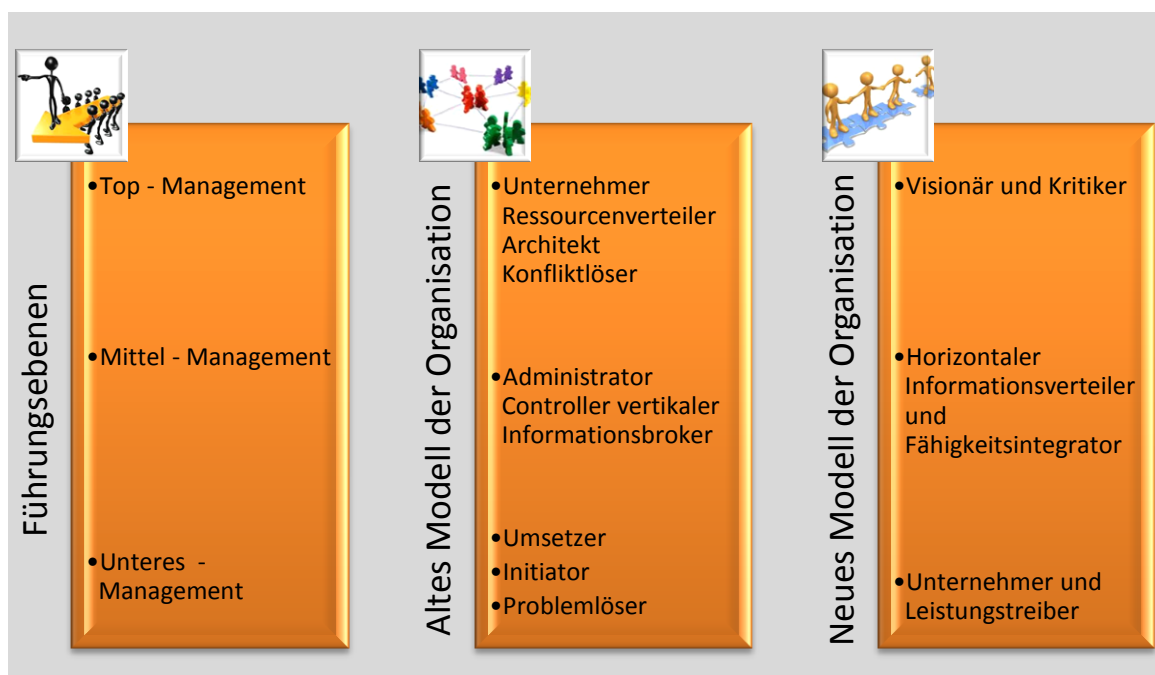 Führungsebenen
•Top - Management
•Mittel - Management
•Unteres -
Management
Altes Modell der Organisation
•Unternehmer
Ressourcenverteiler
Architekt
Konfliktlöser
•Administrator
Controller vertikaler
Informationsbroker
•Umsetzer
•Initiator
•Problemlöser
Neues Modell der Organisation
•Visionär und Kritiker
•Horizontaler
Informationsverteiler
und
Fähigkeitsintegrator
•Unternehmer und
Leistungstreiber